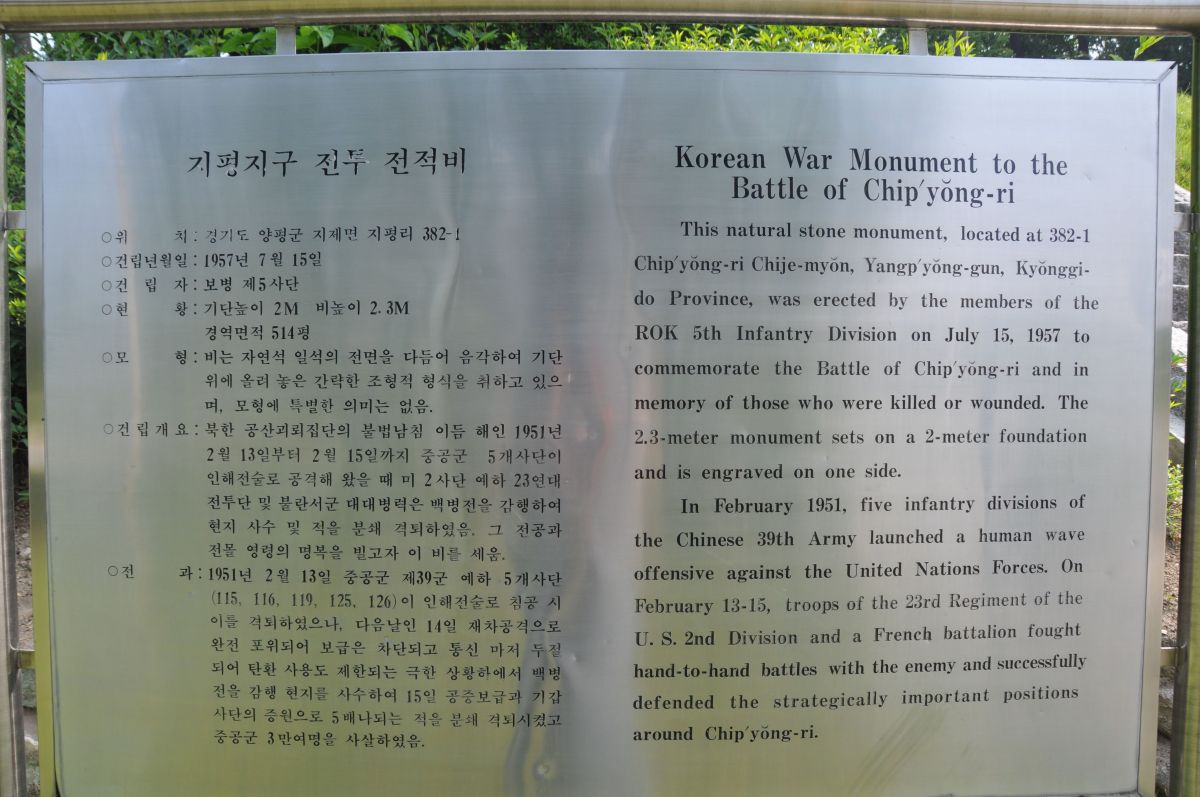 지평지구 전투 전적비
○위 치 : 경기도 양평군 지제면 지평리 382-1
○건립년월일 : 1957년 7월 15일
○건 립 자 : 보병 제5사단
○현 황 : 기단높이 2M 비높이 2.3M
경역면적 514평
○모 형 : 비는 자연석 일석의 전면을 다듬어 음각하여 기단
위에 올려 놓은 간략한 조형적 형식을 취하고 있으
며, 모형에 특별한 의미는 없음.
○건립개요 : 북한 공산괴뢰집단의 불법남침 이듬 해인 1951년
2월 13일부터 2월 15일까지 중공군 5개사단이
인해전술로 공격해 왔을 때 미 2사단 예하 23연대
전투단 및 불란서군 대대병력은 백병전을 감행하여
현지 사수 및 적을 분쇄 격퇴하였음. 그 전공과
전몰 영령의 명복을 빌고자 이 비를 세움.
○전 과 : 1951년 2월 13일 중공군 제39군 예하 5개사단
(115, 116, 119, 125, 126)이 인해전술로 침공 시
이를 격퇴하였으나, 다음날인 14일 재차공격으로
완전 포위되어 보급은 차단되고 통신 마저 두절
되어 탄환 사용도 제한되는 극한 상황하에서 백병
전을 감행 현지를 사수하여 15일 공중보급과 기갑
사단의 증원으로 5배나되는 적을 분쇄 격퇴시켰고
중공군 3만여명을 사살하였음.
Korean War Monument to the
Battle of Chip'yŏng-ri
This natural stone monument, located at 382-1
Chip'yŏng-ri Chije-myŏn, Yangp'yŏng-gun, Kyŏnggi-
do Province, was erected by the members of the
ROK 5th Infantry Division on July 15, 1957 to
commemorate the Battle of Chip'yŏng-ri and in
memory of those who were killed or wounded. The
2.3-meter monument sets on a 2-meter foundation
and is engraved on one side.
In February 1951, five infantry divisions of
the Chinese 39th Army launched a human wave
offensive against the United Nations Forces. On
February 13-15, troops of the 23rd Regiment of the
U. S. 2nd Division and a French battalion fought
hand-to-hand battles with the enemy and successfully
defended the strategically important positions
around Chip'yŏng-ri.